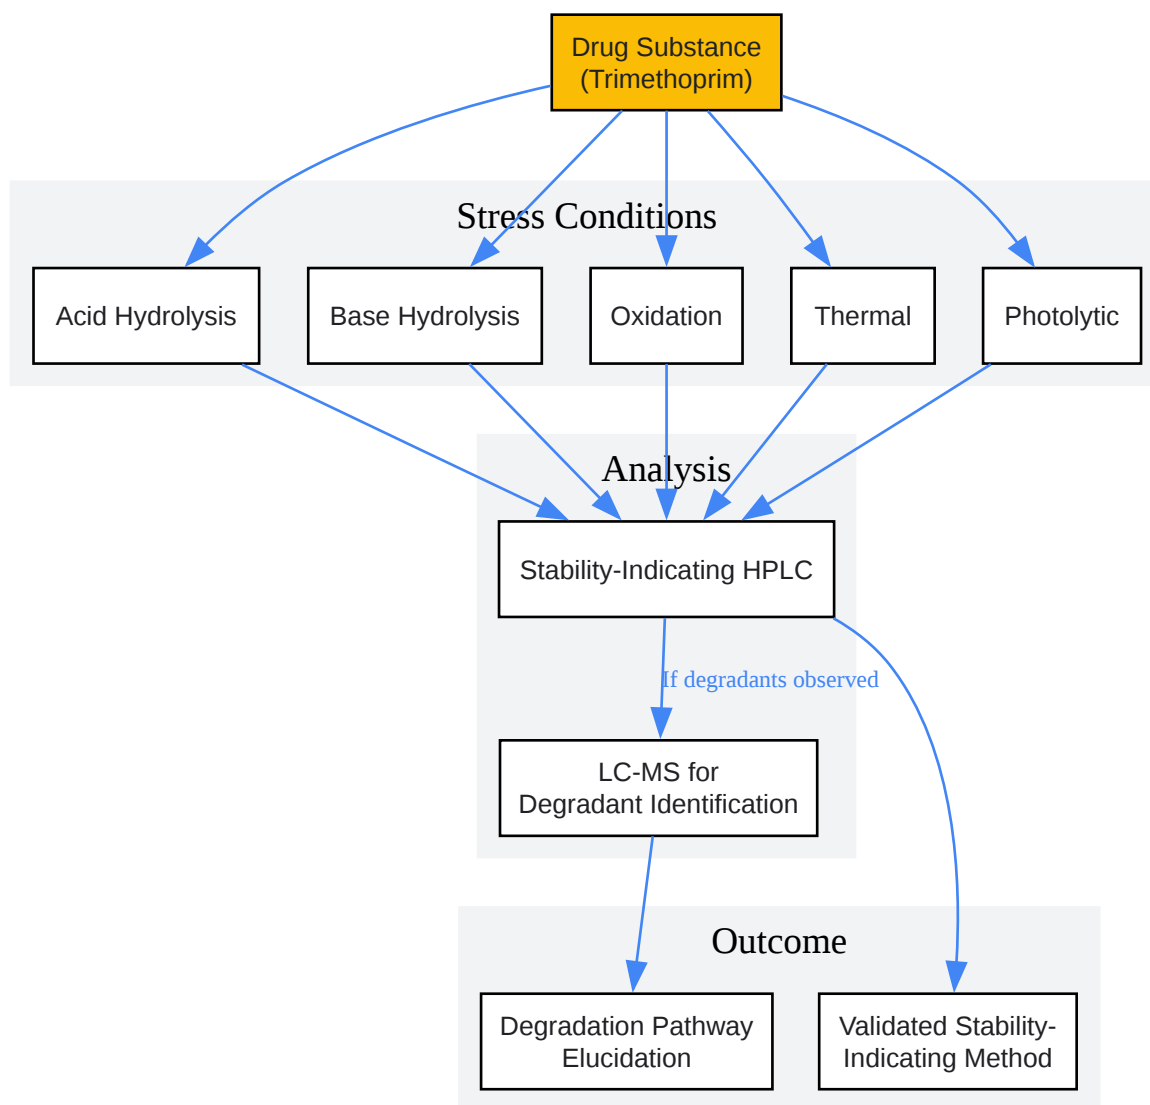 Drug Substance
(Trimethoprim)
Stress Conditions
Acid Hydrolysis
Base Hydrolysis
Oxidation
Thermal
Photolytic
Analysis
Stability-Indicating HPLC
If degradants observed
LC-MS for
Degradant Identification
Outcome
Degradation Pathway
Elucidation
Validated Stability-
Indicating Method